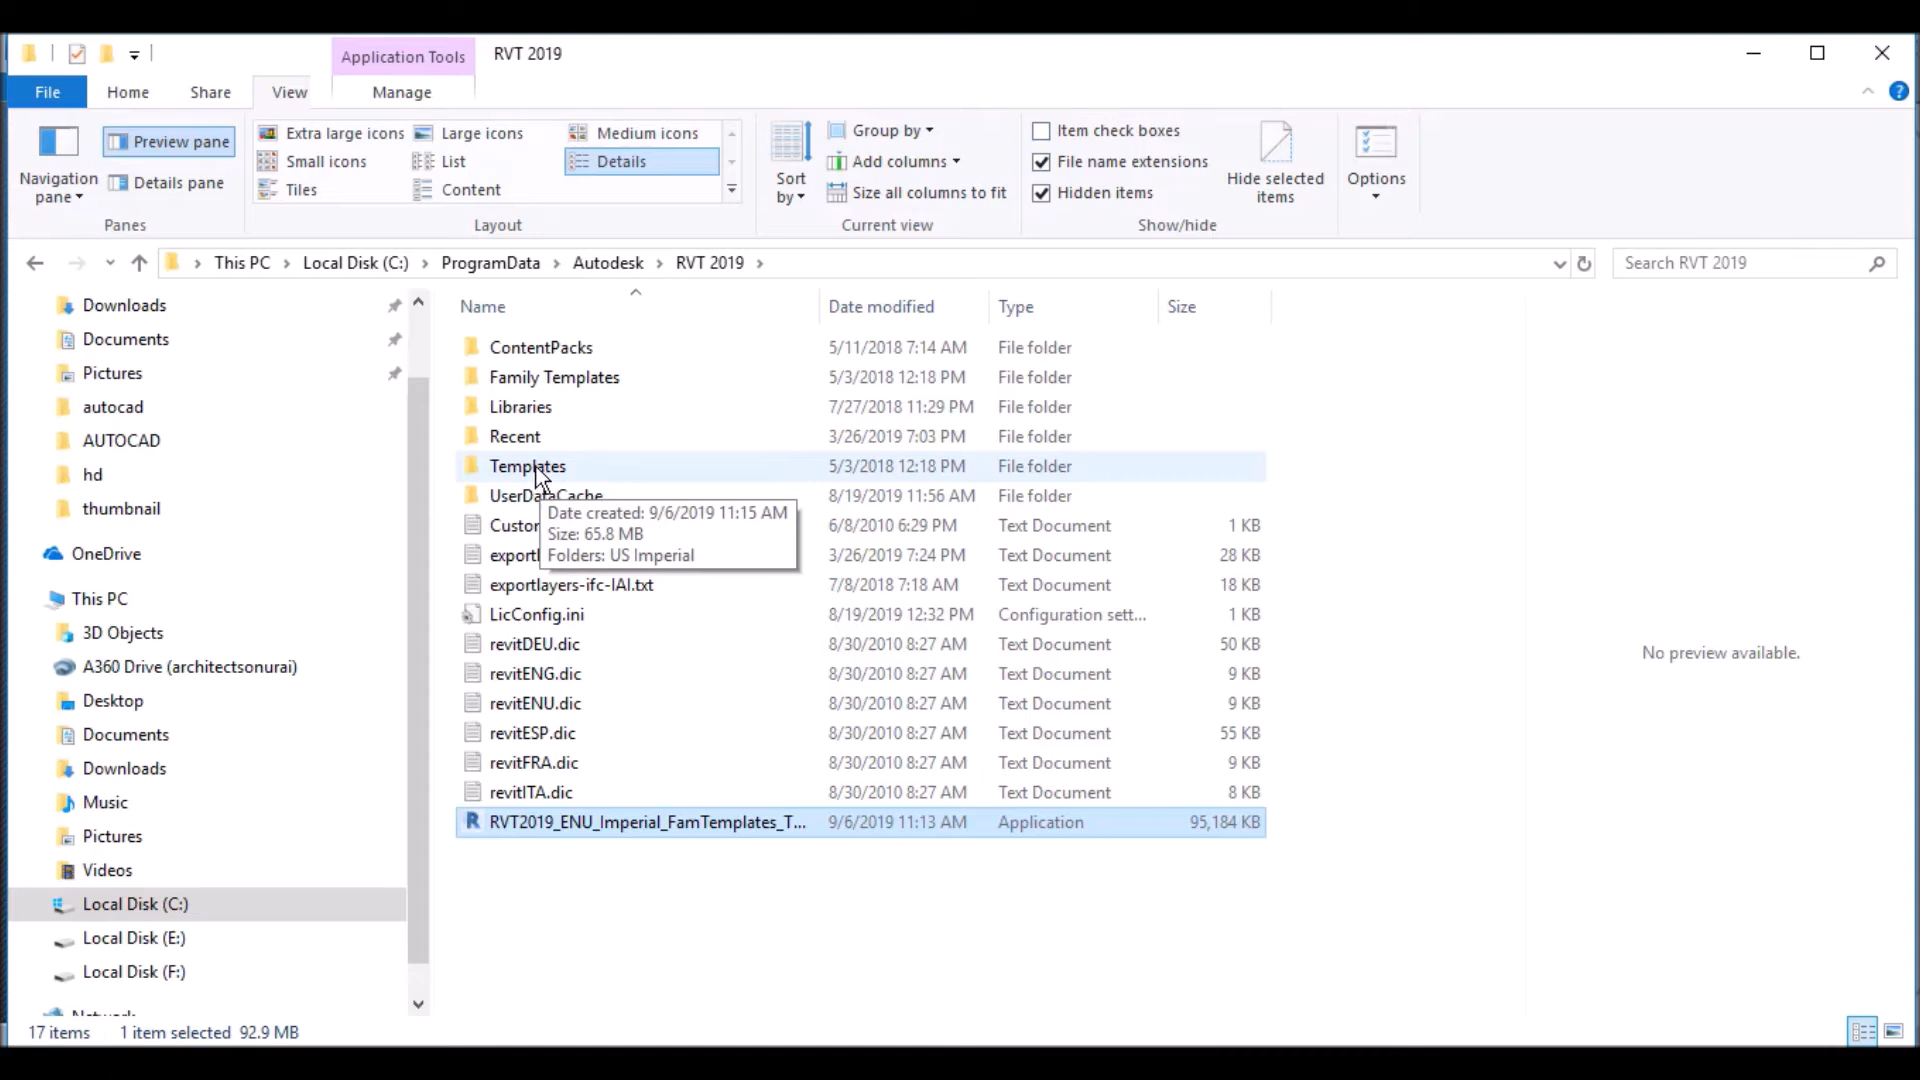 Application Tools
RVT 2019
File
Home
Share
View
Manage
Navigation pane
Preview pane
Details pane
Panes
Extra large icons
Large icons
Medium icons
Small icons
List
Details
Tiles
Content
Layout
Sort by
Group by
Add columns
Size all columns to fit
Current view
Item check boxes
File name extensions
Hidden items
Hide selected items
Show/hide
Options
This PC > Local Disk (C:) > ProgramData > Autodesk > RVT 2019 >
Search RVT 2019
Downloads
Documents
Pictures
autocad
AUTOCAD
hd
thumbnail
OneDrive
This PC
3D Objects
A360 Drive (architectsonurai)
Desktop
Documents
Downloads
Music
Pictures
Videos
Local Disk (C:)
Local Disk (E:)
Local Disk (F:)
Name Date modified Type Size
ContentPacks 5/11/2018 7:14 AM File folder
Family Templates 5/3/2018 12:18 PM File folder
Libraries 7/27/2018 11:29 PM File folder
Recent 3/26/2019 7:03 PM File folder
Templates 5/3/2018 12:18 PM File folder
UserDataCache 8/19/2019 11:56 AM File folder
Custo 6/8/2010 6:29 PM Text Document 1 KB
exportl 3/26/2019 7:24 PM Text Document 28 KB
exportlayers-ifc-IAI.txt 7/8/2018 7:18 AM Text Document 18 KB
LicConfig.ini 8/19/2019 12:32 PM Configuration sett... 1 KB
revitDEU.dic 8/30/2010 8:27 AM Text Document 50 KB
revitENG.dic 8/30/2010 8:27 AM Text Document 9 KB
revitENU.dic 8/30/2010 8:27 AM Text Document 9 KB
revitESP.dic 8/30/2010 8:27 AM Text Document 55 KB
revitFRA.dic 8/30/2010 8:27 AM Text Document 9 KB
revitITA.dic 8/30/2010 8:27 AM Text Document 8 KB
RVT2019_ENU_Imperial_FamTemplates_T... 9/6/2019 11:13 AM Application 95,184 KB
Date created: 9/6/2019 11:15 AM
Size: 65.8 MB
Folders: US Imperial
No preview available.
17 items 1 item selected 92.9 MB